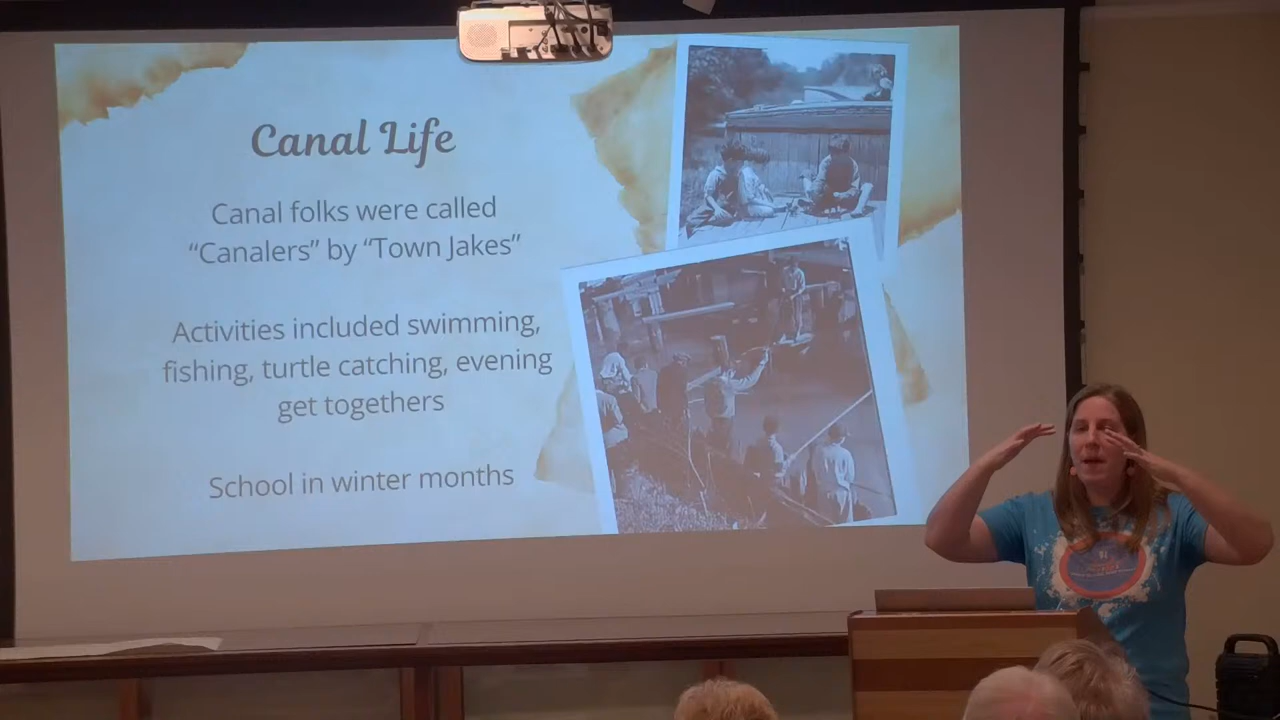 Canal Life
Canal folks were called
“Canalers” by “Town Jakes”
Activities included swimming,
fishing, turtle catching, evening
get togethers
School in winter months